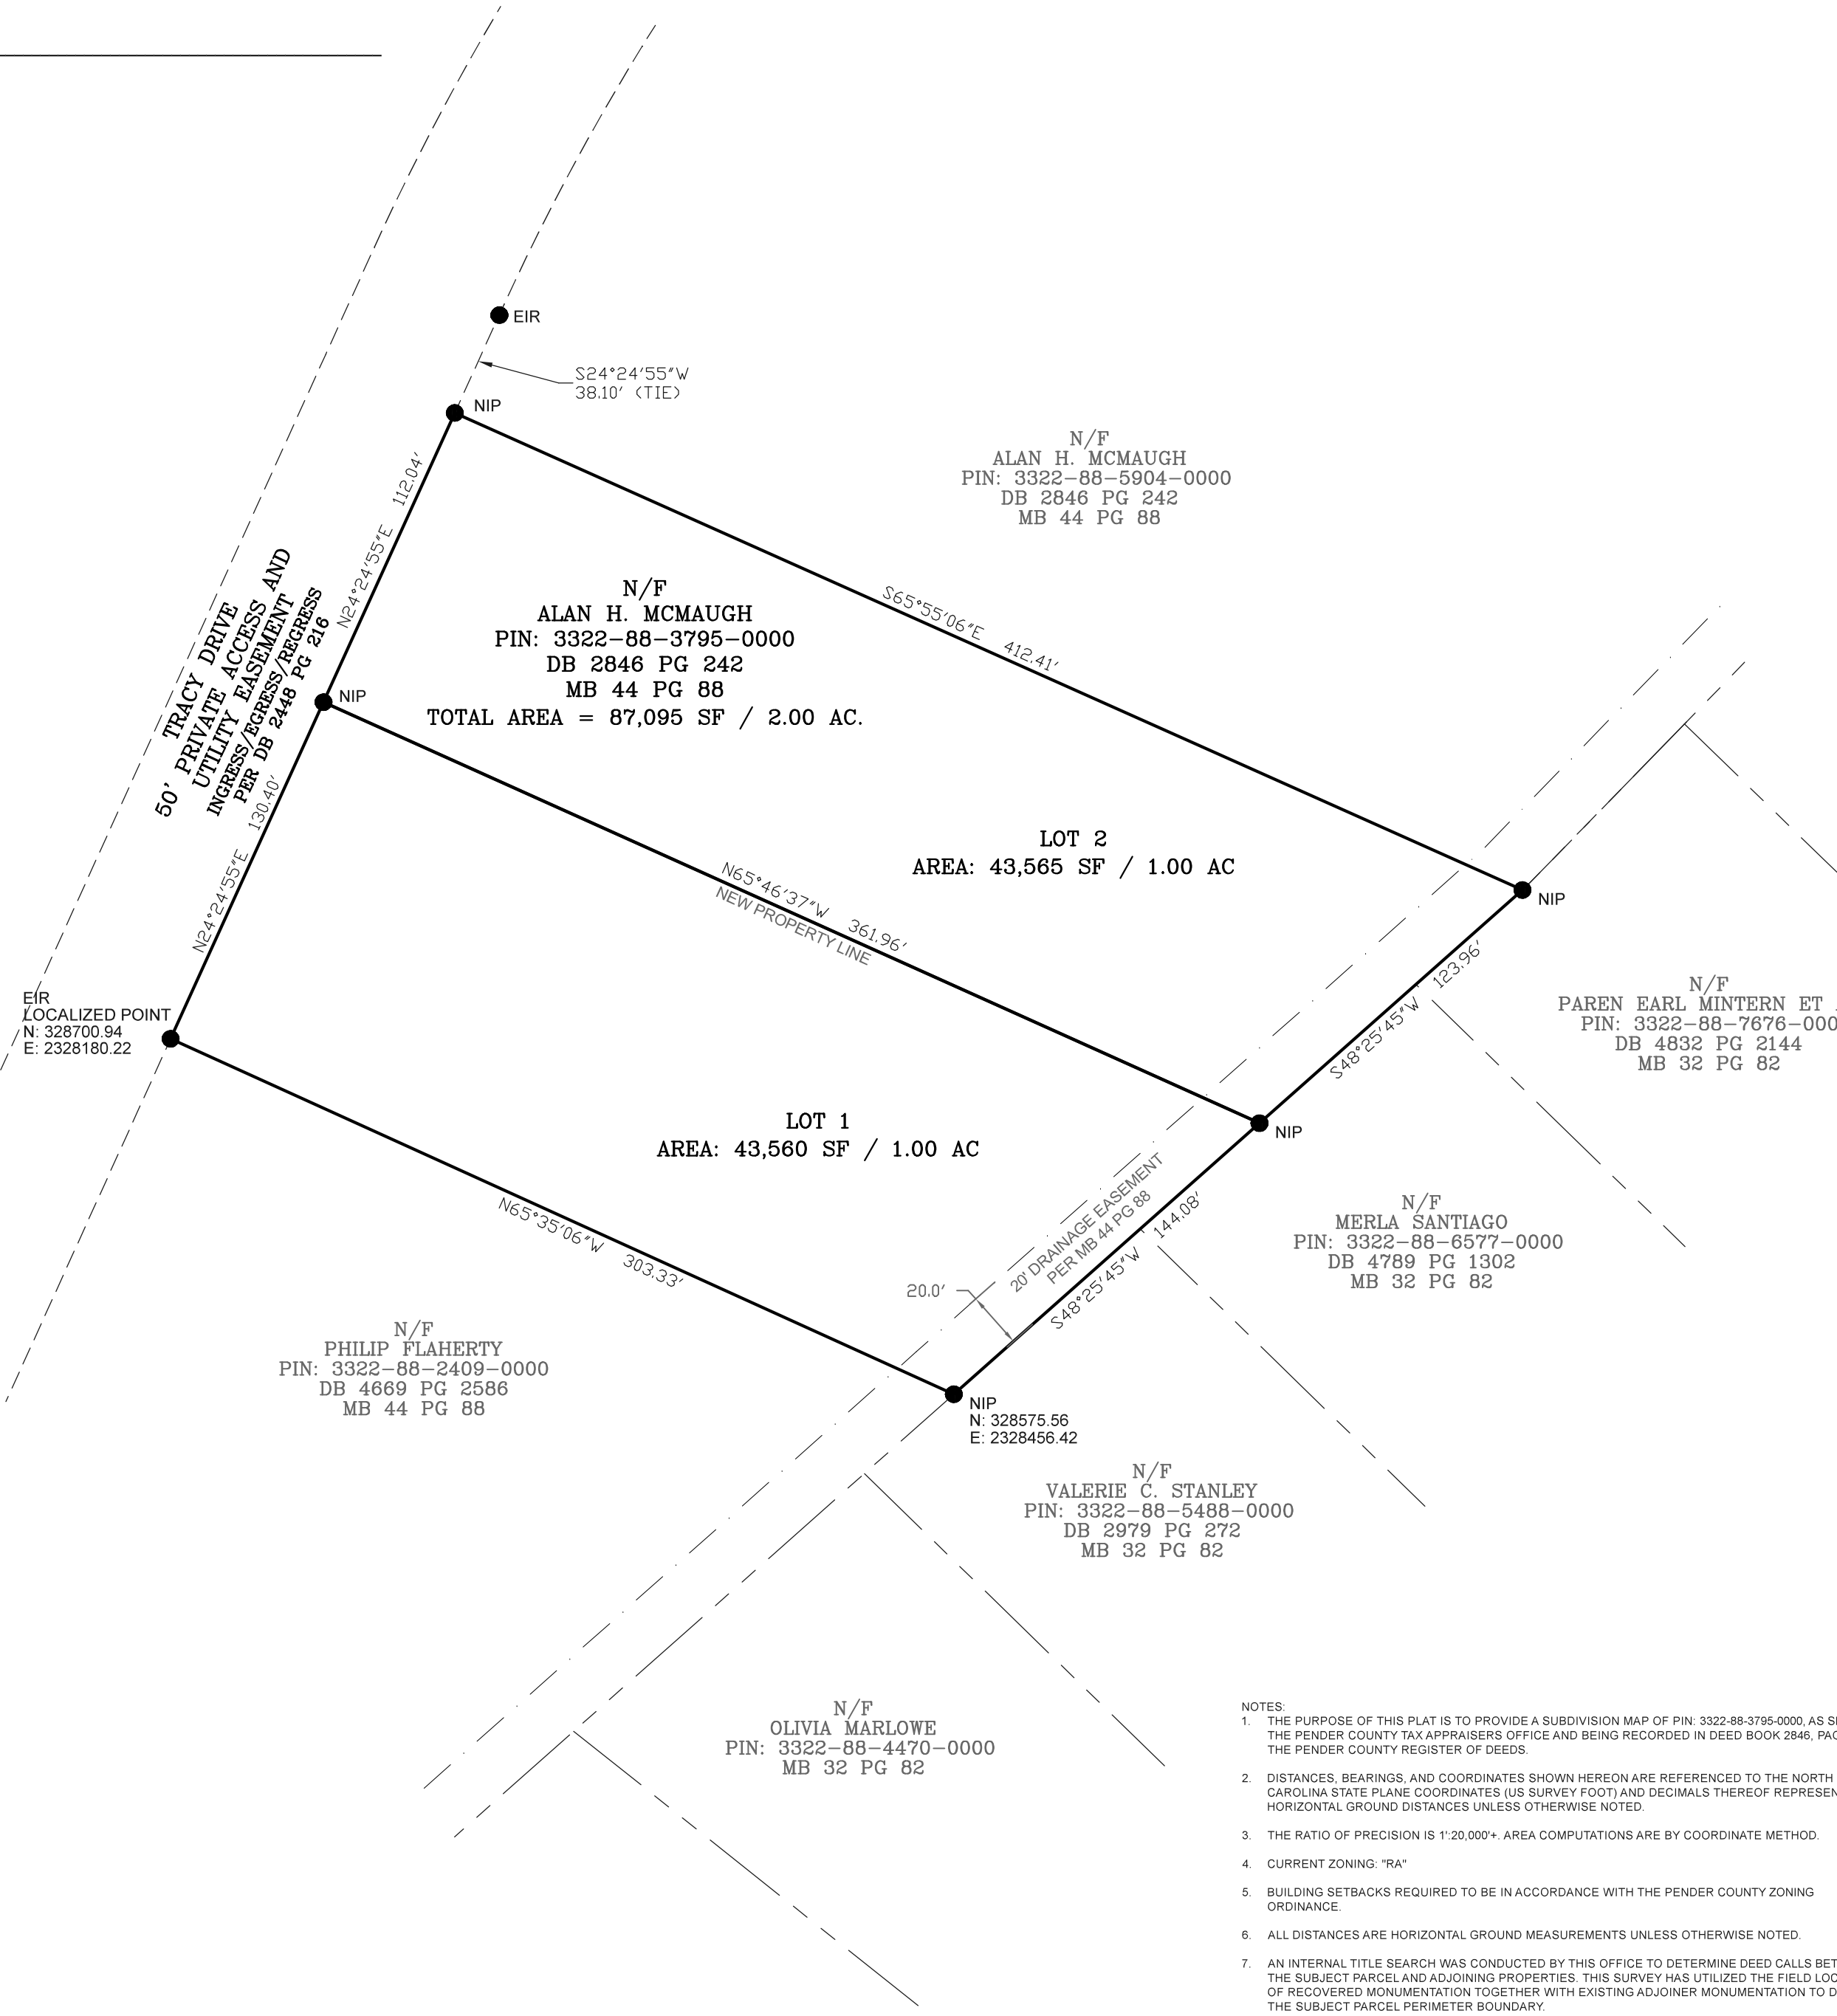 EIR
S24°24'55"W
38.10' (TIE)
NIP
N/F
ALAN H. MCMAUGH
PIN: 3322-88-5904-0000
DB 2846 PG 242
MB 44 PG 88
N24°24'55"E 112.04'
S65°55'06"E 412.41'
TRACY DRIVE
50' PRIVATE ACCESS AND
UTILITY EASEMENT
INGRESS/EGRESS/REGRESS
PER DB 2448 PG 216
N/F
ALAN H. MCMAUGH
PIN: 3322-88-3795-0000
DB 2846 PG 242
MB 44 PG 88
TOTAL AREA = 87,095 SF / 2.00 AC.
NIP
N24°24'55"E 130.40'
LOT 2
AREA: 43,565 SF / 1.00 AC
N65°46'37"W 361.96'
NEW PROPERTY LINE
NIP
S48°25'45"W 123.96'
N/F
PAREN EARL MINTERN ET
PIN: 3322-88-7676-000
DB 4832 PG 2144
MB 32 PG 82
EIR
LOCALIZED POINT
N: 328700.94
E: 2328180.22
LOT 1
AREA: 43,560 SF / 1.00 AC
NIP
N65°35'06"W 303.33'
20' DRAINAGE EASEMENT
PER MB 44 PG 88
S48°25'45"W 144.08'
20.0'
N/F
MERLA SANTIAGO
PIN: 3322-88-6577-0000
DB 4789 PG 1302
MB 32 PG 82
N/F
PHILIP FLAHERTY
PIN: 3322-88-2409-0000
DB 4669 PG 2586
MB 44 PG 88
NIP
N: 328575.56
E: 2328456.42
N/F
VALERIE C. STANLEY
PIN: 3322-88-5488-0000
DB 2979 PG 272
MB 32 PG 82
N/F
OLIVIA MARLOWE
PIN: 3322-88-4470-0000
MB 32 PG 82
NOTES:
1. THE PURPOSE OF THIS PLAT IS TO PROVIDE A SUBDIVISION MAP OF PIN: 3322-88-3795-0000, AS
THE PENDER COUNTY TAX APPRAISERS OFFICE AND BEING RECORDED IN DEED BOOK 2846,
THE PENDER COUNTY REGISTER OF DEEDS.
2. DISTANCES, BEARINGS, AND COORDINATES SHOWN HEREON ARE REFERENCED TO THE NORTH
CAROLINA STATE PLANE COORDINATES (US SURVEY FOOT) AND DECIMALS THEREOF
HORIZONTAL GROUND DISTANCES UNLESS OTHERWISE NOTED.
3. THE RATIO OF PRECISION IS 1':20,000'+. AREA COMPUTATIONS ARE BY COORDINATE METHOD.
4. CURRENT ZONING: "RA"
5. BUILDING SETBACKS REQUIRED TO BE IN ACCORDANCE WITH THE PENDER COUNTY ZONING
ORDINANCE.
6. ALL DISTANCES ARE HORIZONTAL GROUND MEASUREMENTS UNLESS OTHERWISE NOTED.
7. AN INTERNAL TITLE SEARCH WAS CONDUCTED BY THIS OFFICE TO DETERMINE DEED CALLS
THE SUBJECT PARCEL AND ADJOINING PROPERTIES. THIS SURVEY HAS UTILIZED THE FIELD
OF RECOVERED MONUMENTATION TOGETHER WITH EXISTING ADJOINER MONUMENTATION TO
THE SUBJECT PARCEL PERIMETER BOUNDARY.